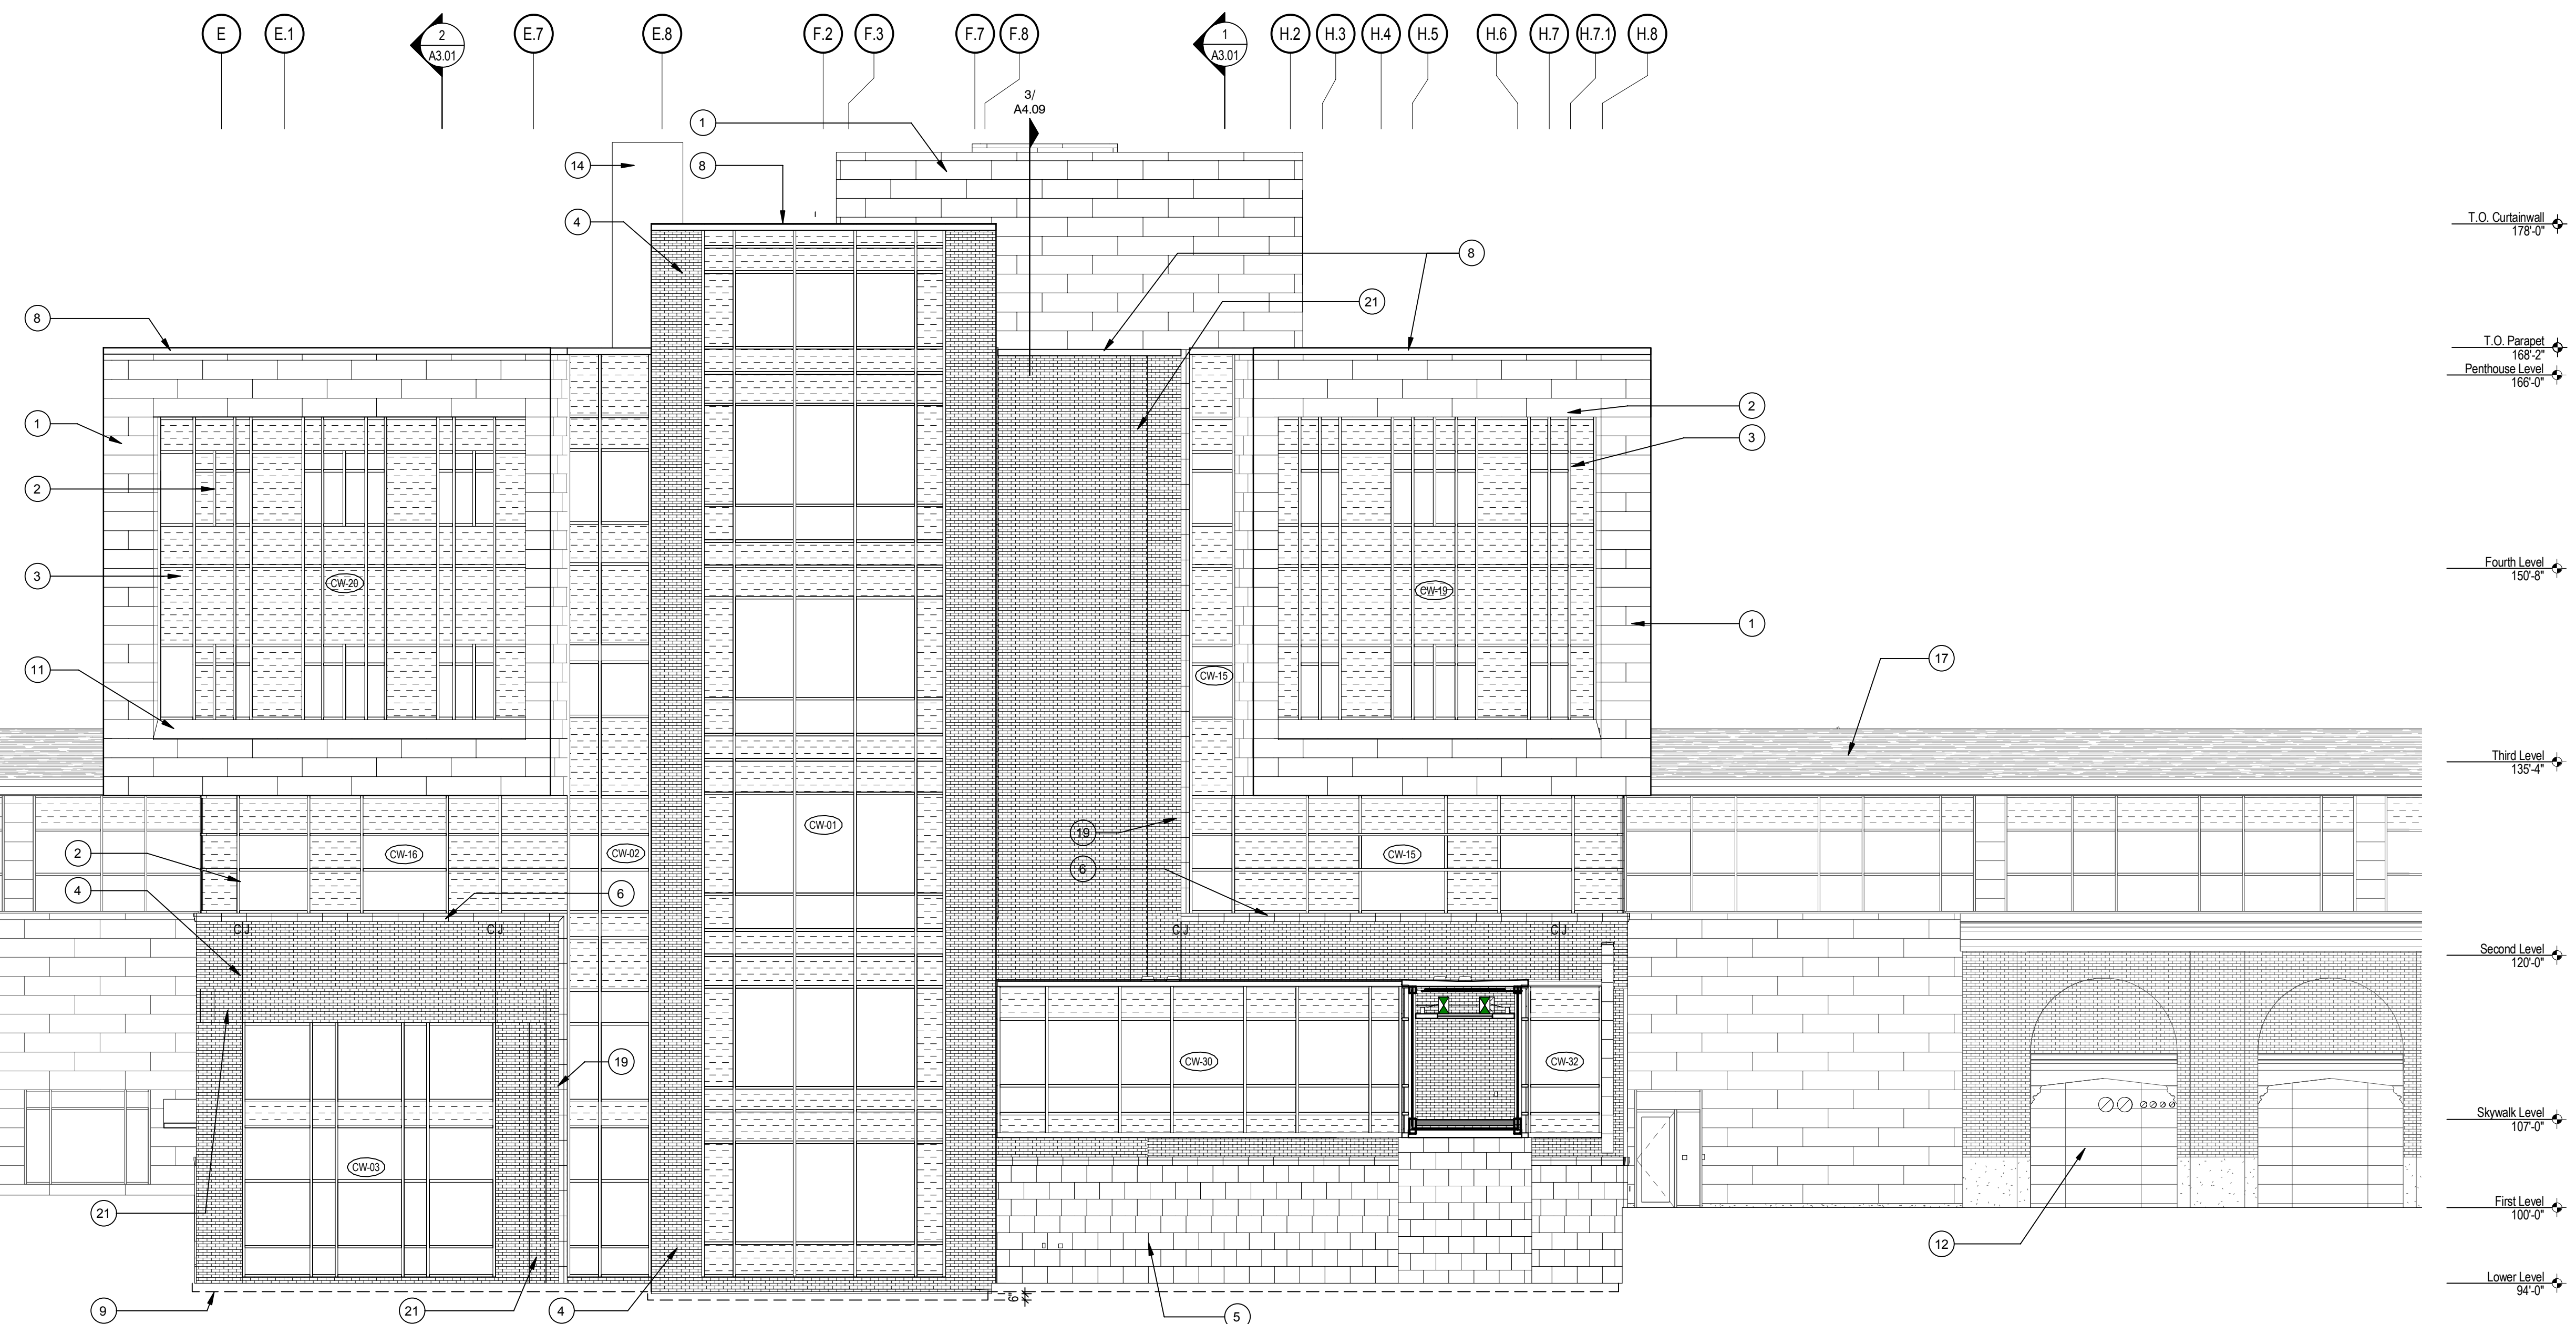 E
E.1
2
A3.01
E.7
E.8
F.2
F.3
F.7
F.8
1
A3.01
H.2
H.3
H.4
H.5
H.6
H.7
H.7.1
H.8
3/
A4.09
1
14
8
4
T.O. Curtainwall
178'-0"
8
21
8
T.O. Parapet
168'-2"
Penthouse Level
166'-0"
1
2
3
2
3
CW-20
CW-19
Fourth Level
150'-8"
1
11
CW-15
17
Third Level
135'-4"
2
CW-16
CW-02
CW-01
19
CW-15
4
6
6
CJ
CJ
CJ
CJ
Second Level
120'-0"
19
CW-30
CW-32
Skywalk Level
107'-0"
CW-03
21
First Level
100'-0"
12
9
21
4
6"
5
Lower Level
94'-0"